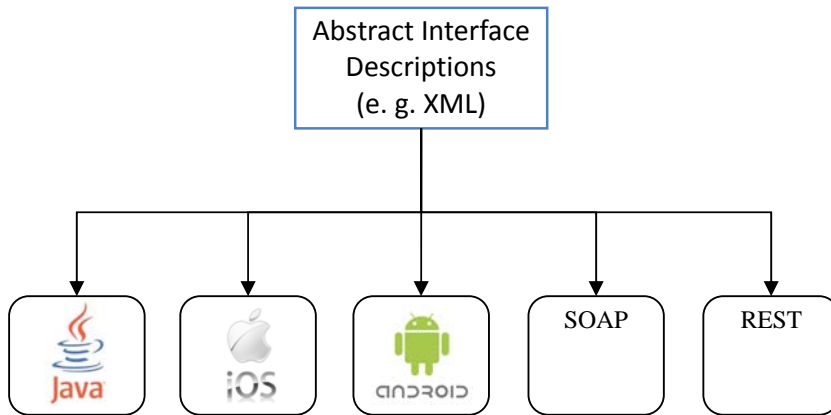 Abstract Interface
Descriptions
(e. g. XML)
Java
iOS
ANDROID
SOAP
REST